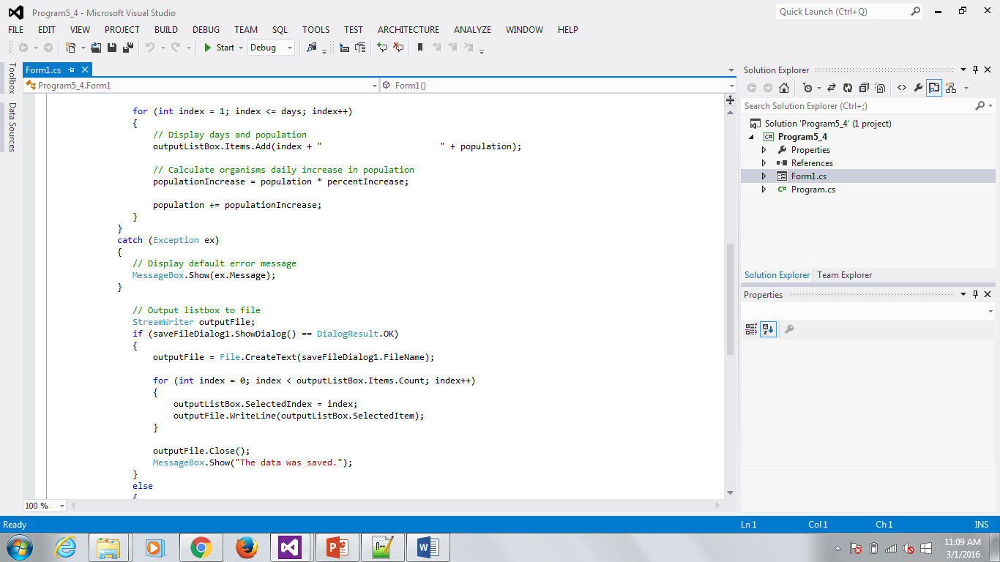 Program5_4 - Microsoft Visual Studio
Quick Launch (Ctrl+Q)
FILE EDIT VIEW PROJECT BUILD DEBUG TEAM SQL TOOLS TEST ARCHITECTURE ANALYZE WINDOW HELP
Start Debug
Toolbox
Data Sources
Form1.cs
Program5_4.Form1
Form1()
for (int index = 1; index <= days; index++)
{
// Display days and population
outputListBox.Items.Add(index + "                       " + population);
// Calculate organisms daily increase in population
populationIncrease = population * percentIncrease;
population += populationIncrease;
}
}
catch (Exception ex)
{
// Display default error message
MessageBox.Show(ex.Message);
}
// Output listbox to file
StreamWriter outputFile;
if (saveFileDialog1.ShowDialog() == DialogResult.OK)
{
outputFile = File.CreateText(saveFileDialog1.FileName);
for (int index = 0; index < outputListBox.Items.Count; index++)
{
outputListBox.SelectedIndex = index;
outputFile.WriteLine(outputListBox.SelectedItem);
}
outputFile.Close();
MessageBox.Show("The data was saved.");
}
else
{
100 %
Solution Explorer
Search Solution Explorer (Ctrl+;)
Solution 'Program5_4' (1 project)
C# Program5_4
Properties
References
Form1.cs
C# Program.cs
Solution Explorer Team Explorer
Properties
Ready
Ln 1 Col 1 Ch 1 INS
11:09 AM
3/1/2016